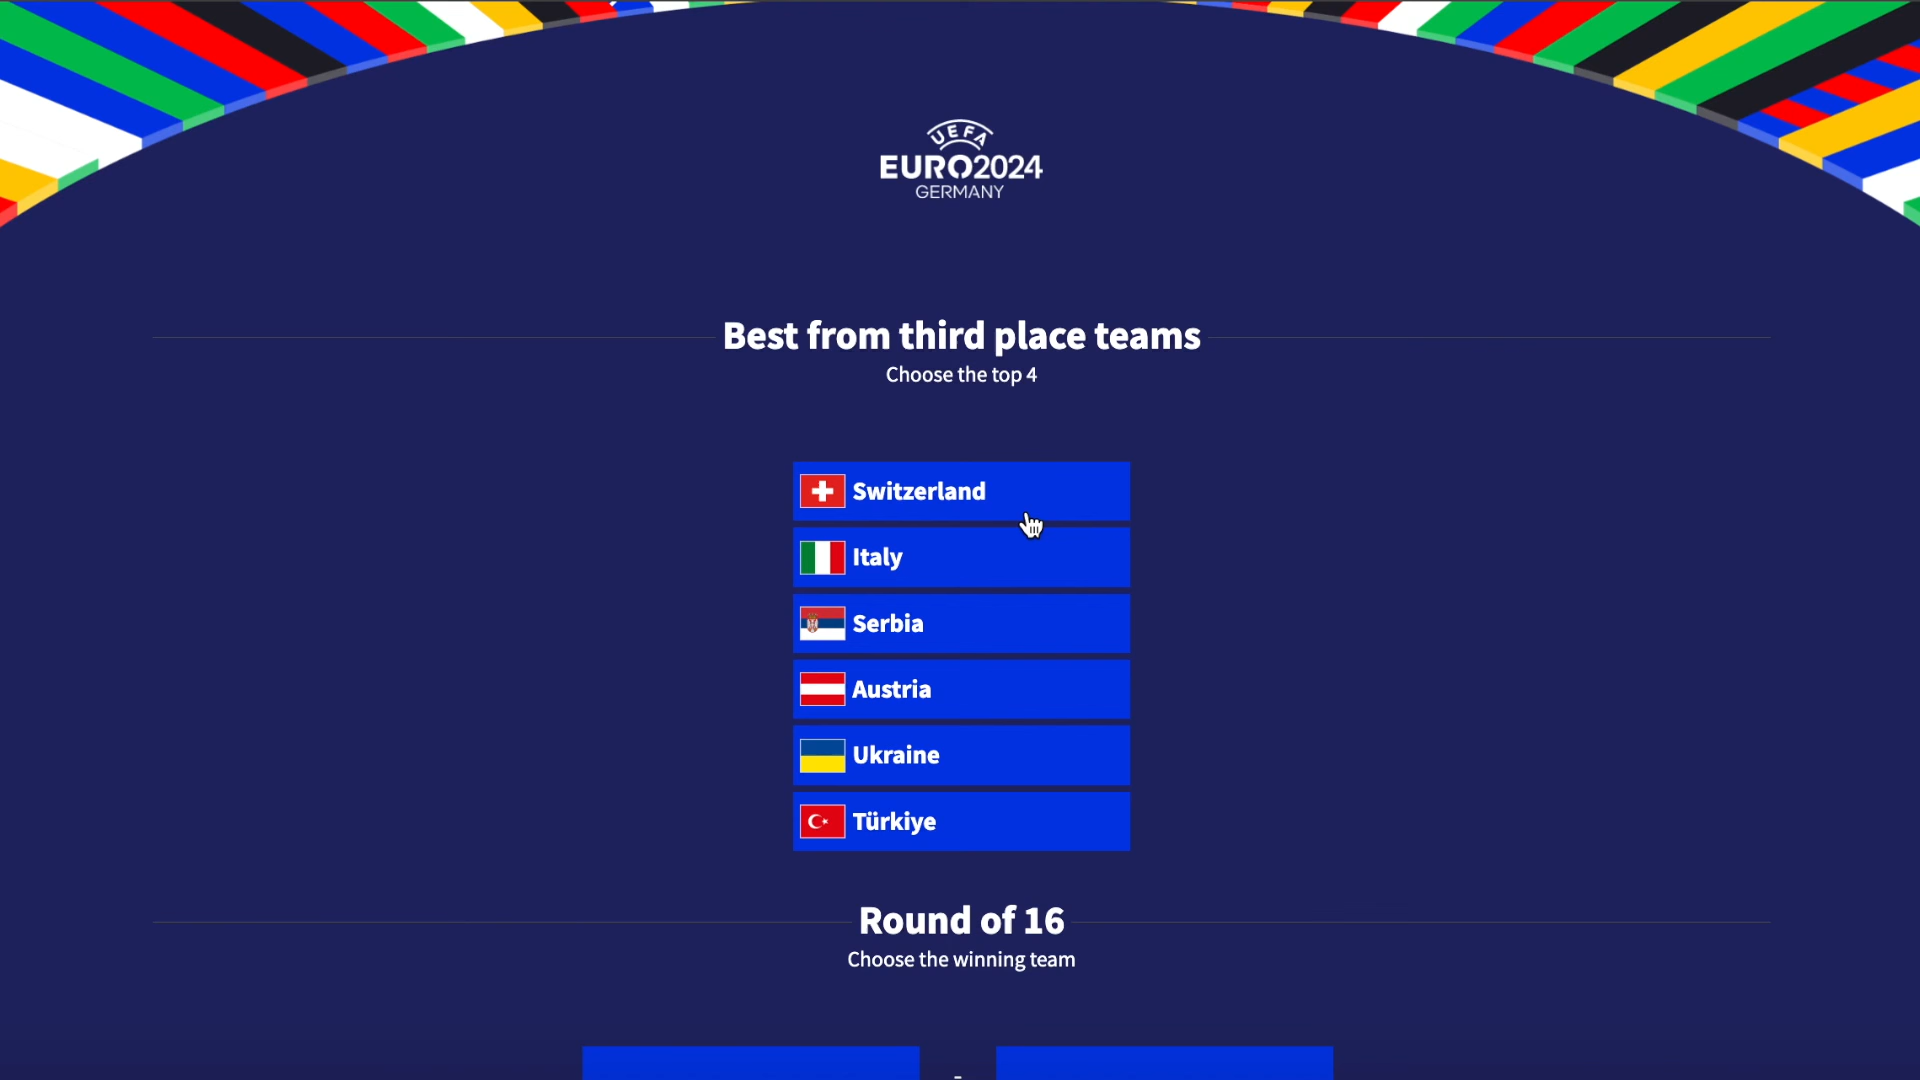 UEFA
EURO2024
GERMANY
Best from third place teams
Choose the top 4
Switzerland
Italy
Serbia
Austria
Ukraine
Türkiye
Round of 16
Choose the winning team
-